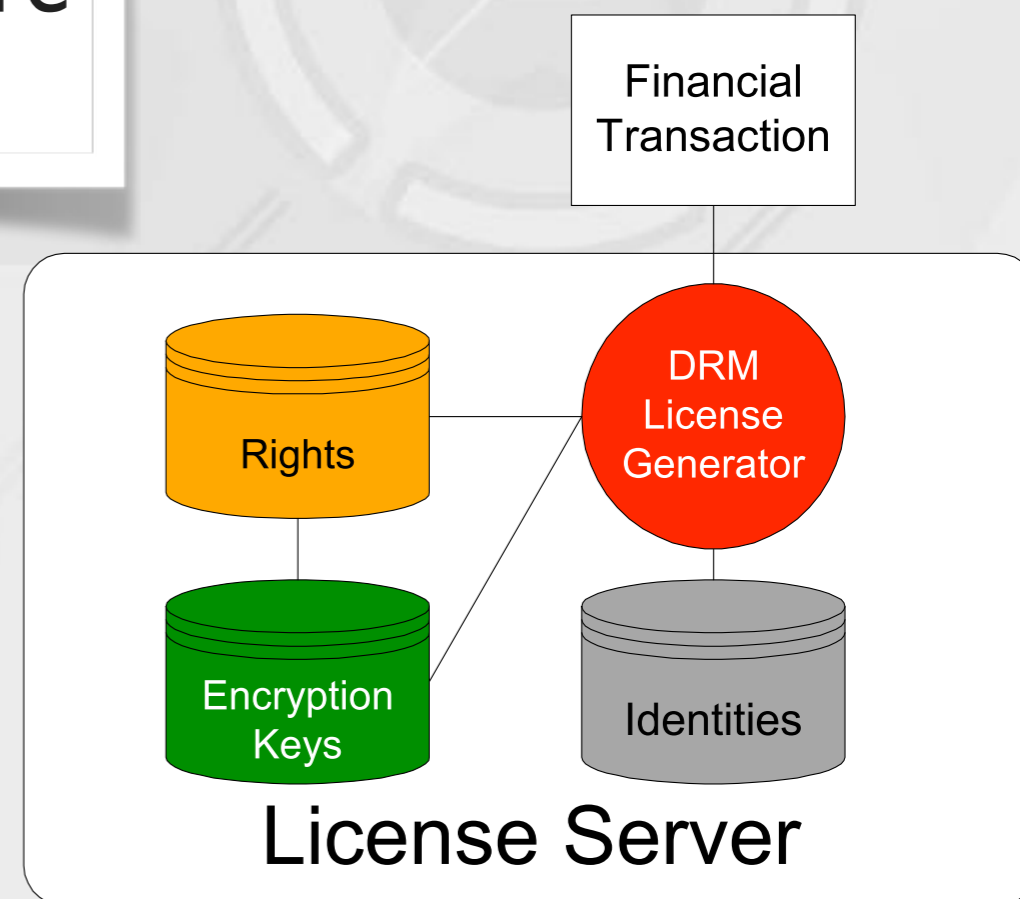 Financial
Transaction
DRM
License
Generator
Rights
Encryption
Keys
Identities
License Server